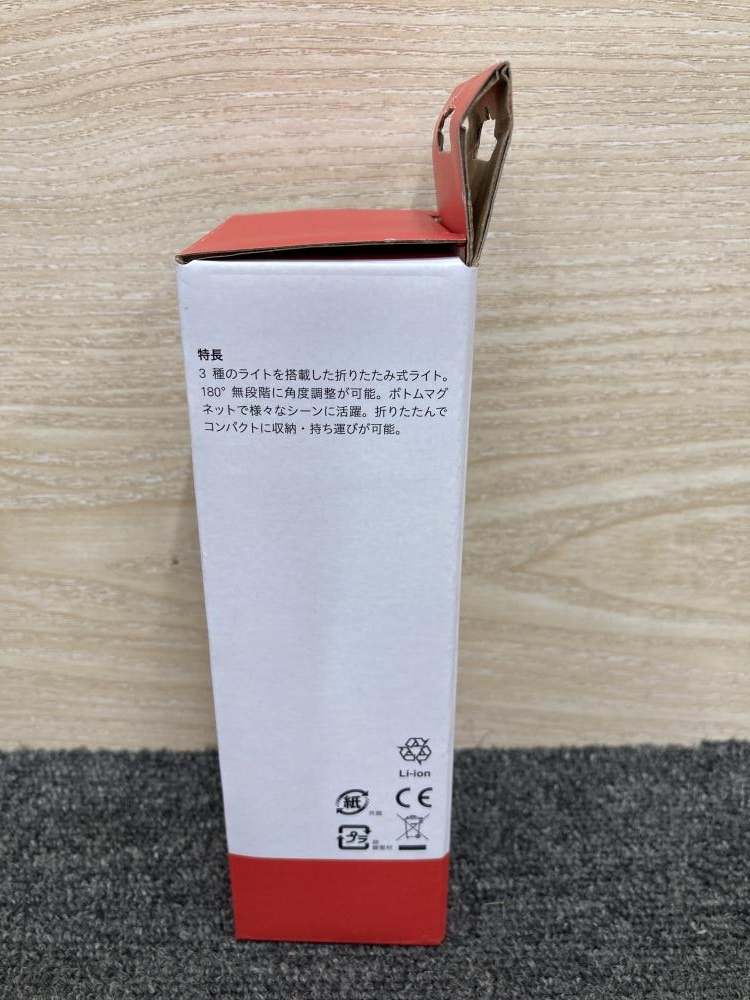 特長
3 種のライトを搭載した折りたたみ式ライト。
180° 無段階に角度調整が可能。ボトムマグ
ネットで様々なシーンに活躍。折りたたんで
コンパクトに収納・持ち運びが可能。
Li-ion
紙 外箱
CE
プラ